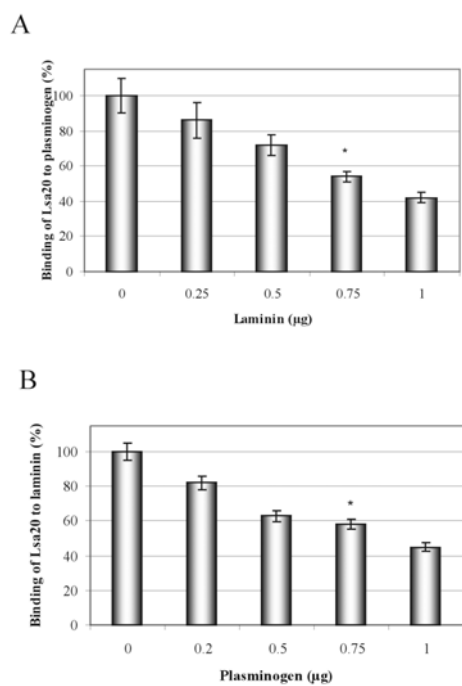 A
Binding of Lsa20 to plasminogen (%)
100
80
60
40
20
0
*
0 0.25 0.5 0.75 1
Laminin (µg)
B
Binding of Lsa20 to laminin (%)
100
80
60
40
20
0
*
0 0.2 0.5 0.75 1
Plasminogen (µg)